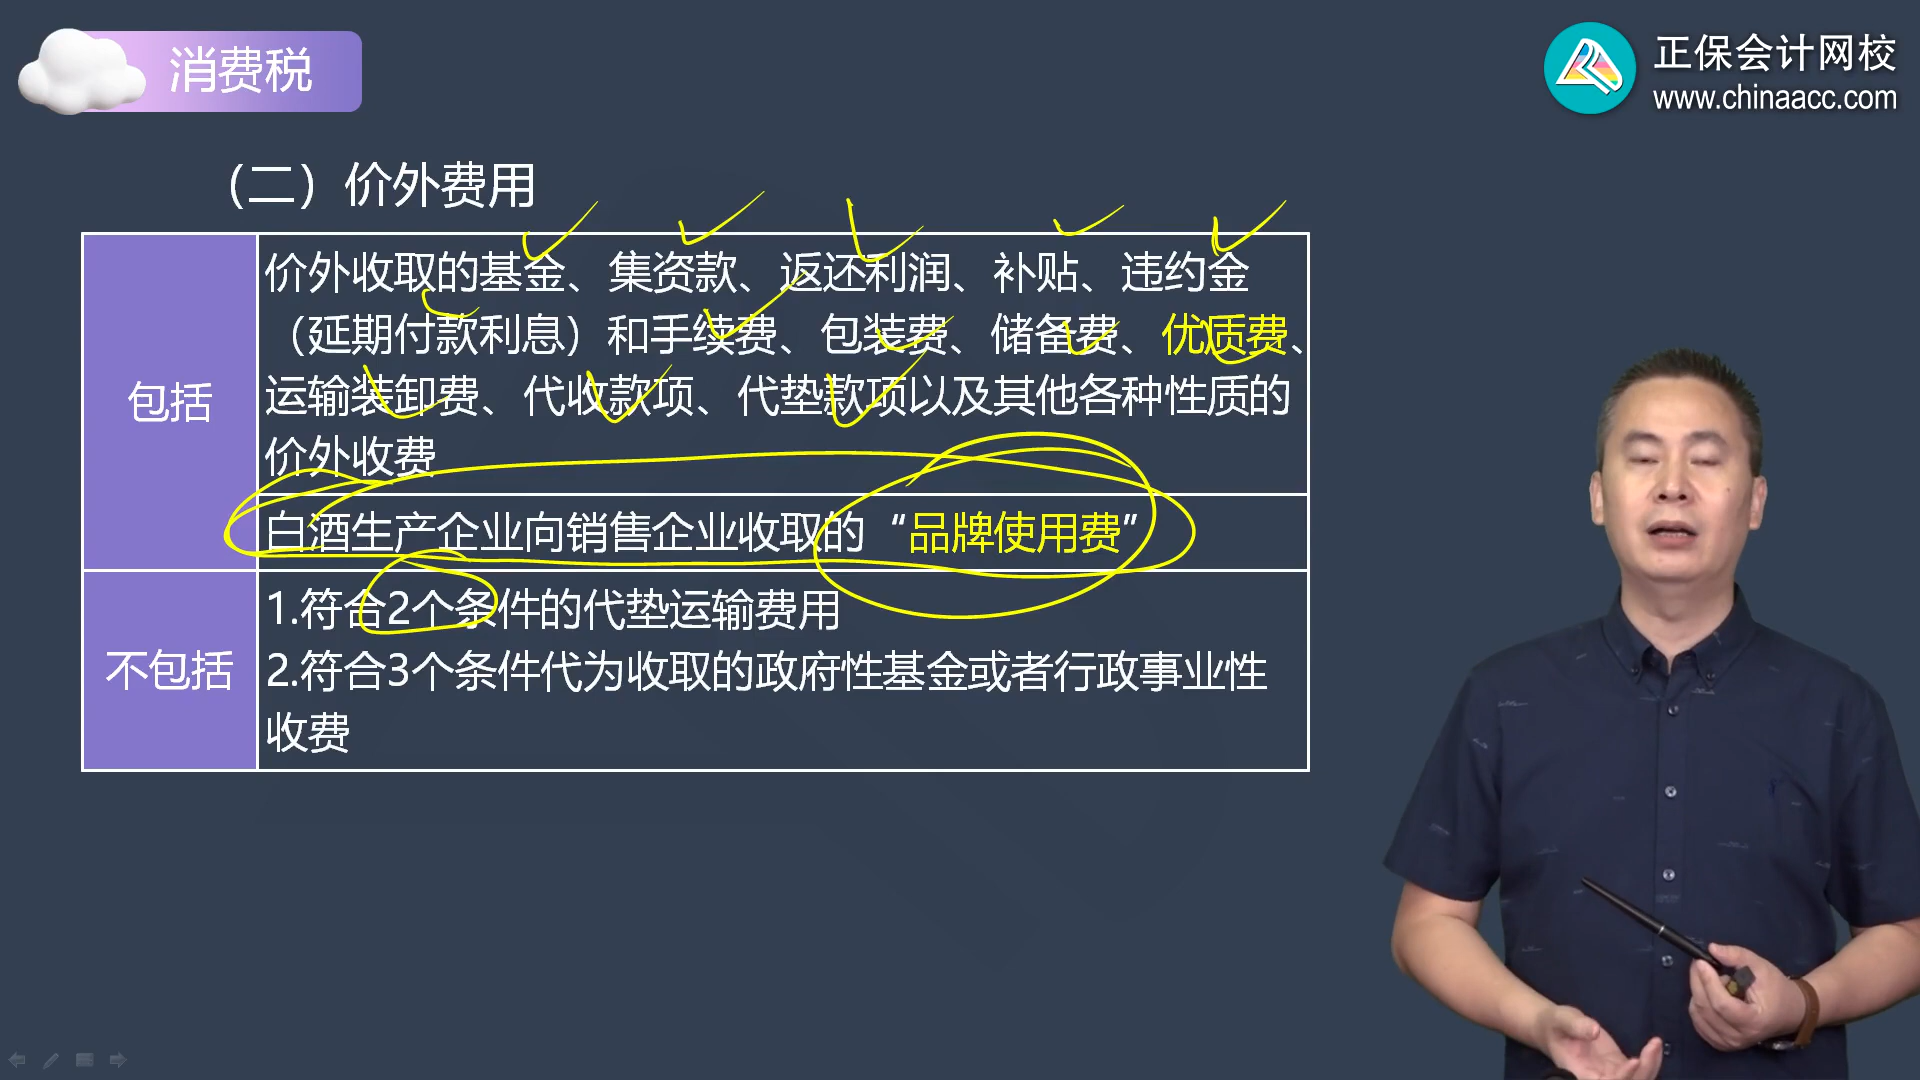 消费税
正保会计网校
www.chinaacc.com
（二）价外费用
包括
价外收取的基金、集资款、返还利润、补贴、违约金
（延期付款利息）和手续费、包装费、储备费、优质费、
运输装卸费、代收款项、代垫款项以及其他各种性质的
价外收费
白酒生产企业向销售企业收取的“品牌使用费”
不包括
1.符合2个条件的代垫运输费用
2.符合3个条件代为收取的政府性基金或者行政事业性
收费